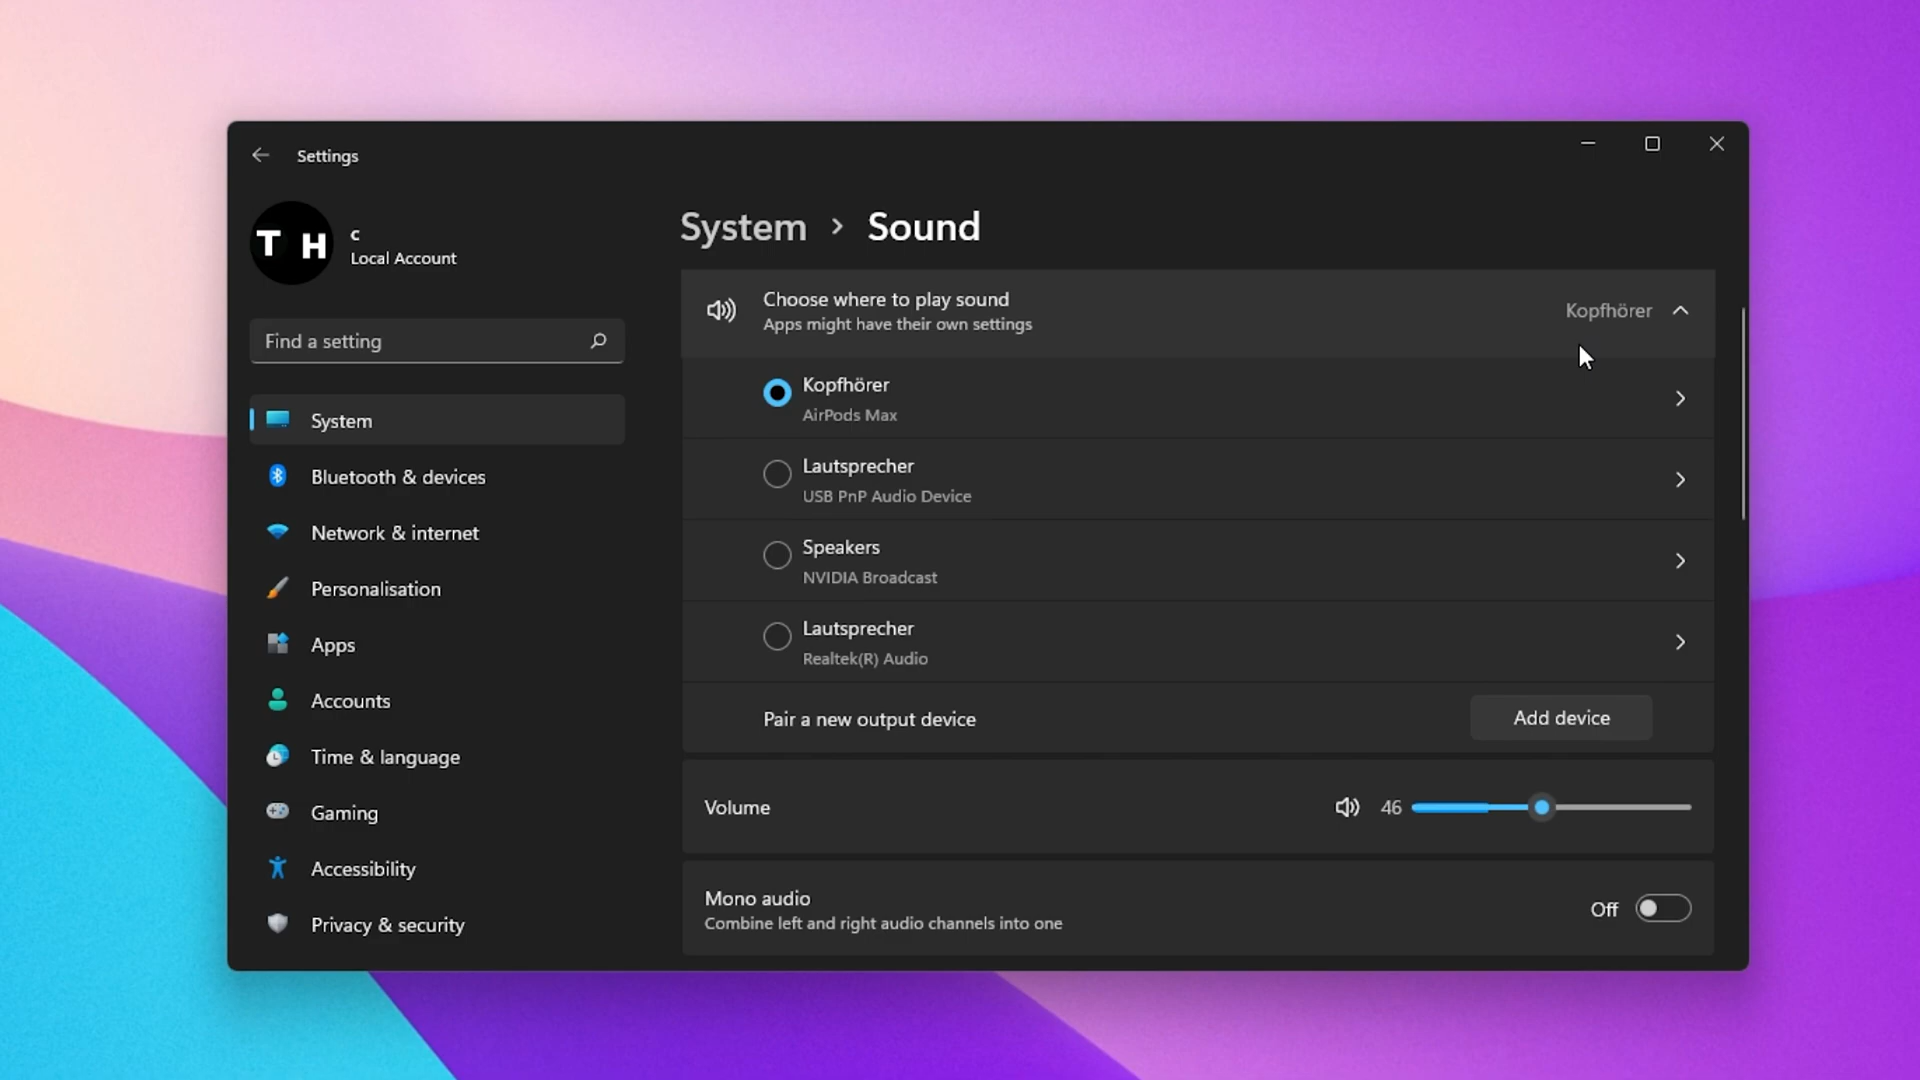 Settings
T H
c
Local Account
Find a setting
System
Bluetooth & devices
Network & internet
Personalisation
Apps
Accounts
Time & language
Gaming
Accessibility
Privacy & security
System › Sound
Choose where to play sound
Apps might have their own settings
Kopfhörer
Kopfhörer
AirPods Max
Lautsprecher
USB PnP Audio Device
Speakers
NVIDIA Broadcast
Lautsprecher
Realtek(R) Audio
Pair a new output device
Add device
Volume
46
Mono audio
Combine left and right audio channels into one
Off